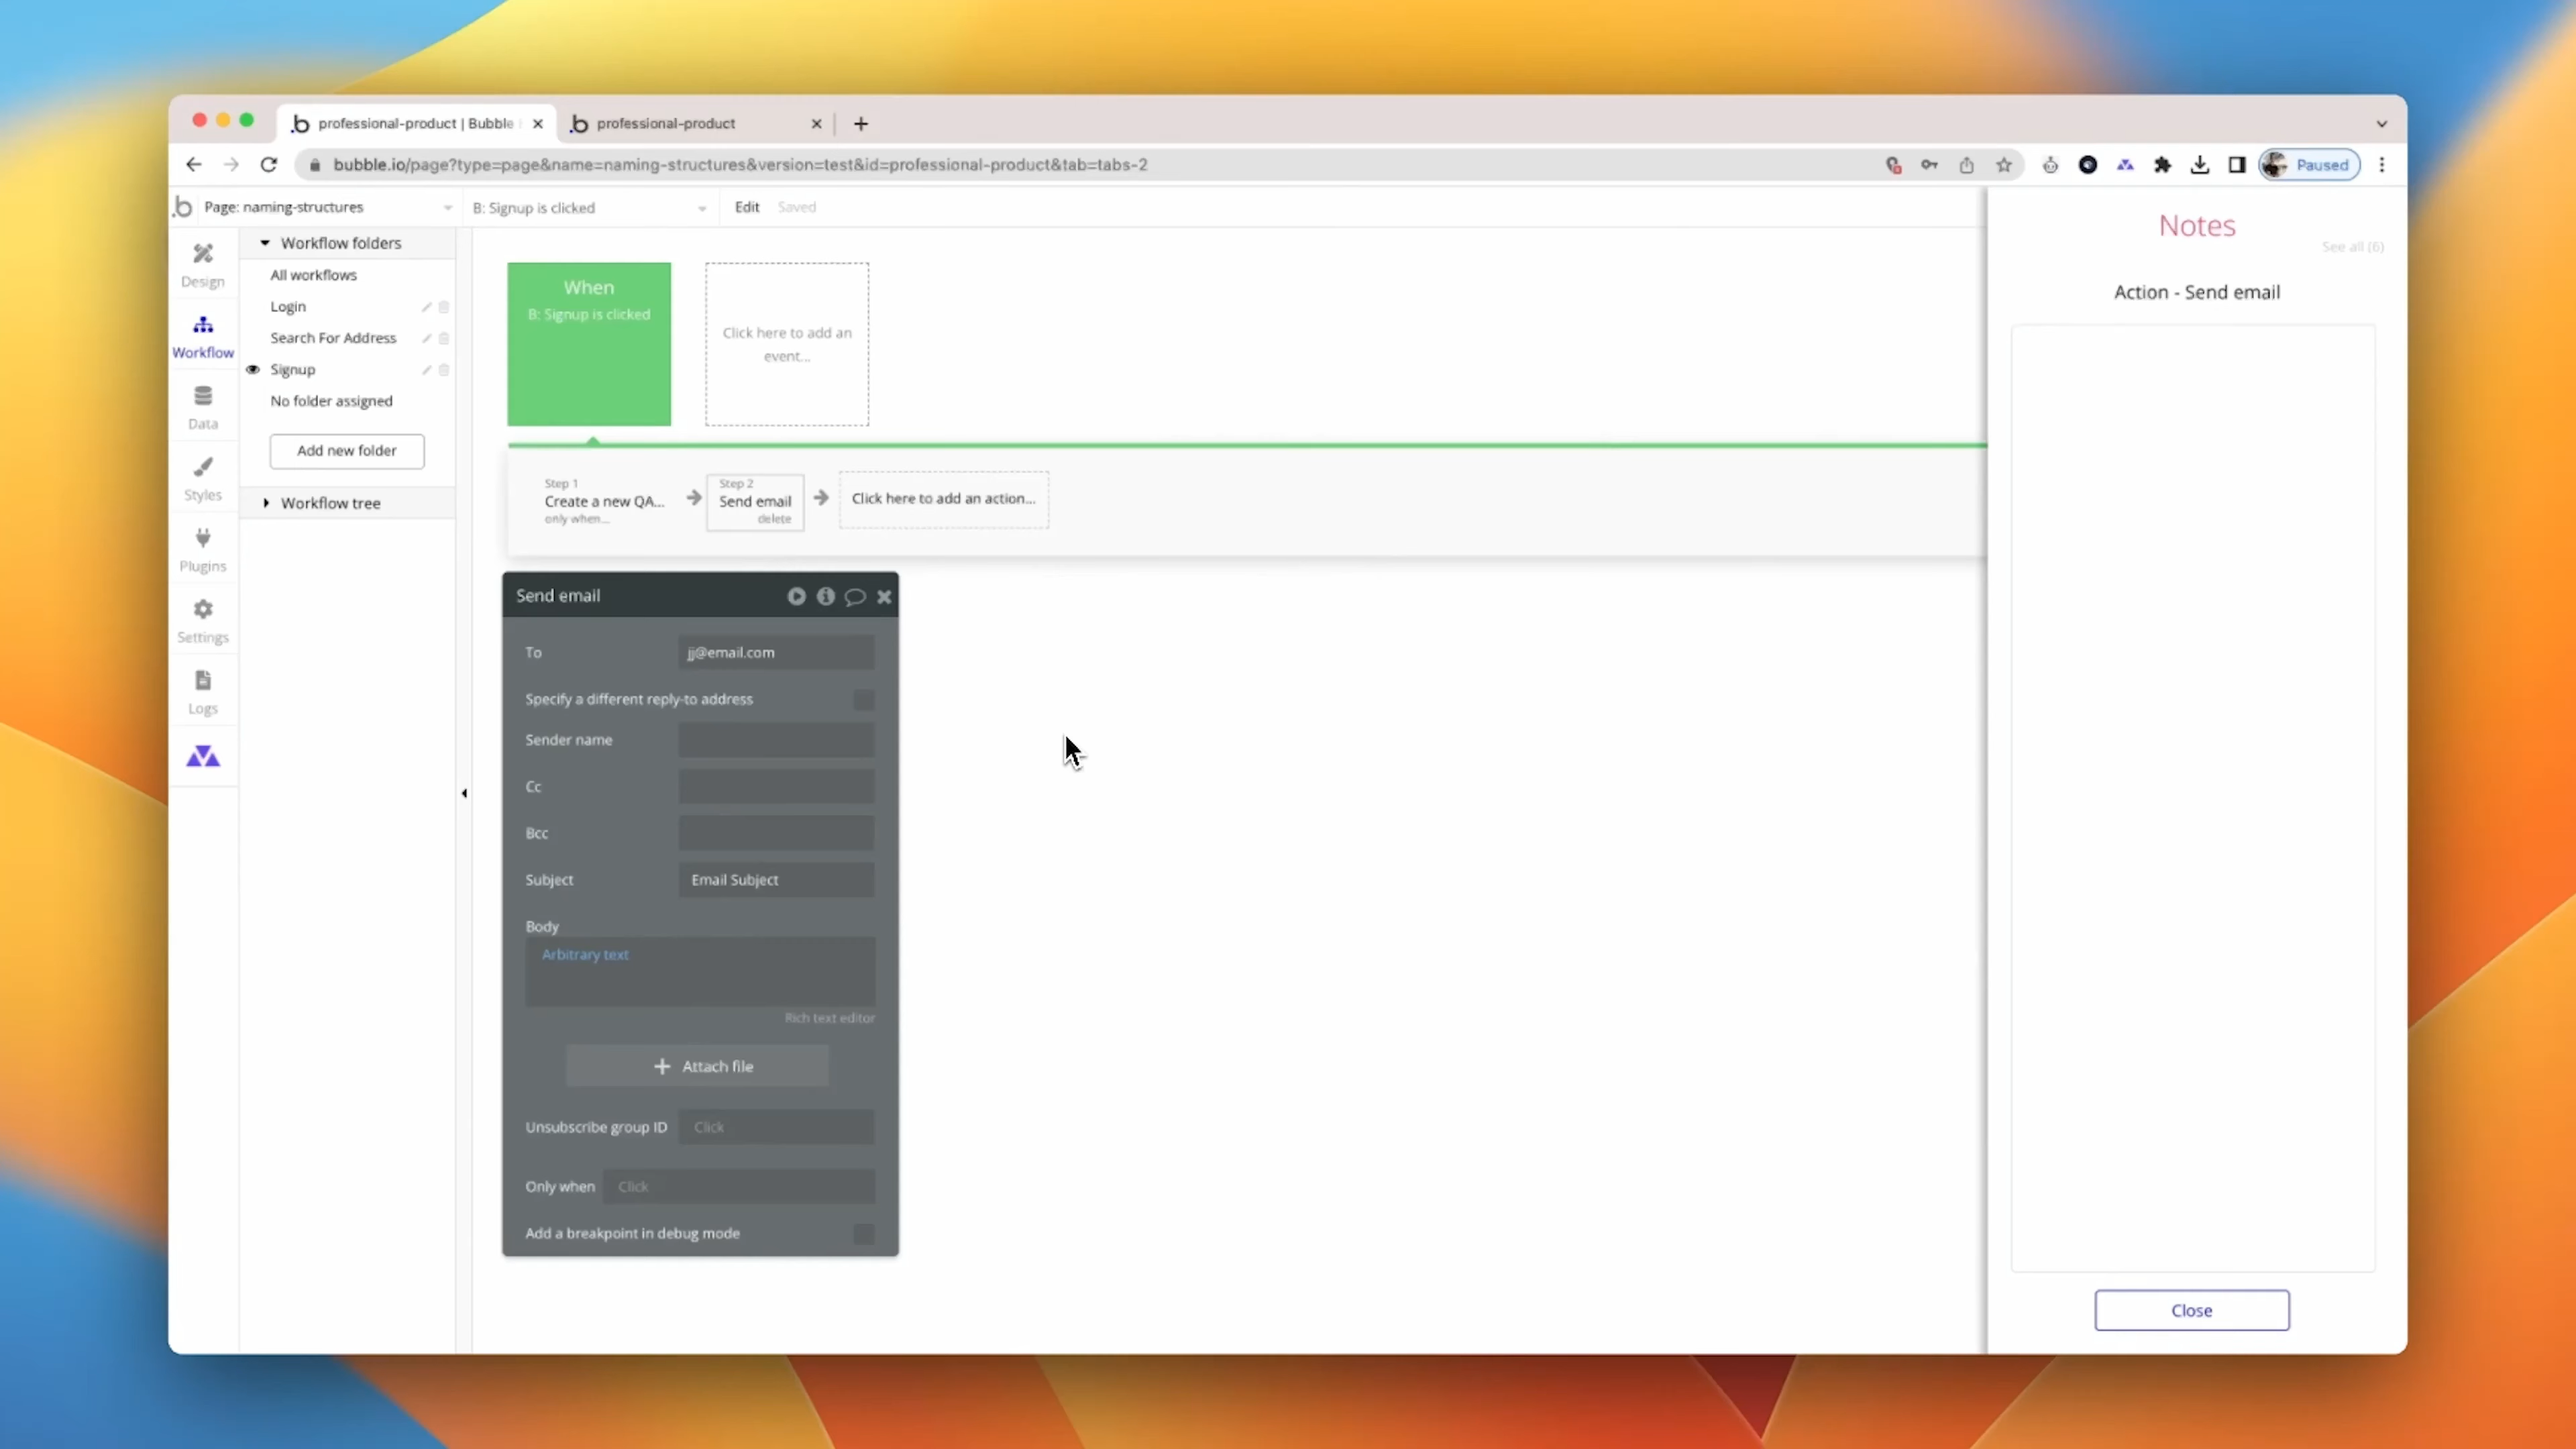 professional-product | Bubble
professional-product
bubble.io/page?type=page&name=naming-structures&version=test&id=professional-product&tab=tabs-2
Paused
Page: naming-structures
B: Signup is clicked
Edit
Saved
Notes
See all (6)
Action - Send email
Close
Design
Workflow
Data
Styles
Plugins
Settings
Logs
Workflow folders
All workflows
Login
Search For Address
Signup
No folder assigned
Add new folder
Workflow tree
When
B: Signup is clicked
Click here to add an
event...
Step 1
Create a new QA...
only when...
Step 2
Send email
delete
Click here to add an action...
Send email
To
jj@email.com
Specify a different reply-to address
Sender name
Cc
Bcc
Subject
Email Subject
Body
Arbitrary text
Rich text editor
Attach file
Unsubscribe group ID
Click
Only when
Click
Add a breakpoint in debug mode